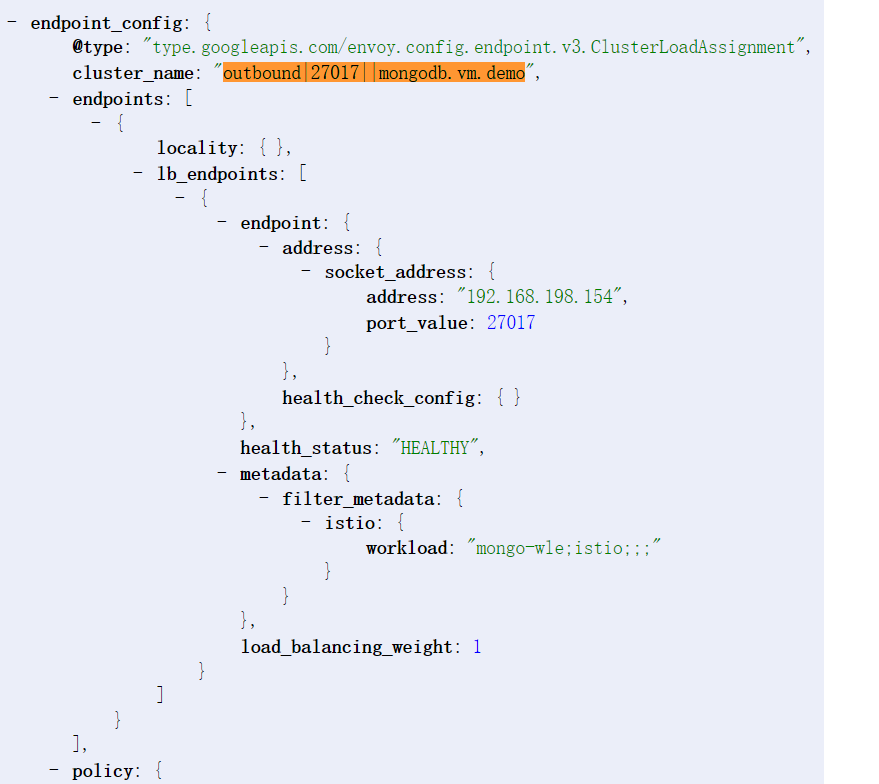 - endpoint_config: {
@type: "type.googleapis.com/envoy.config.endpoint.v3.ClusterLoadAssignment",
cluster_name: "outbound|27017||mongodb.vm.demo",
- endpoints: [
- {
locality: { },
- lb_endpoints: [
- {
- endpoint: {
- address: {
- socket_address: {
address: "192.168.198.154",
port_value: 27017
}
},
health_check_config: { }
},
health_status: "HEALTHY",
- metadata: {
- filter_metadata: {
- istio: {
workload: "mongo-wle;istio;;;"
}
}
},
load_balancing_weight: 1
}
]
}
],
- policy: {